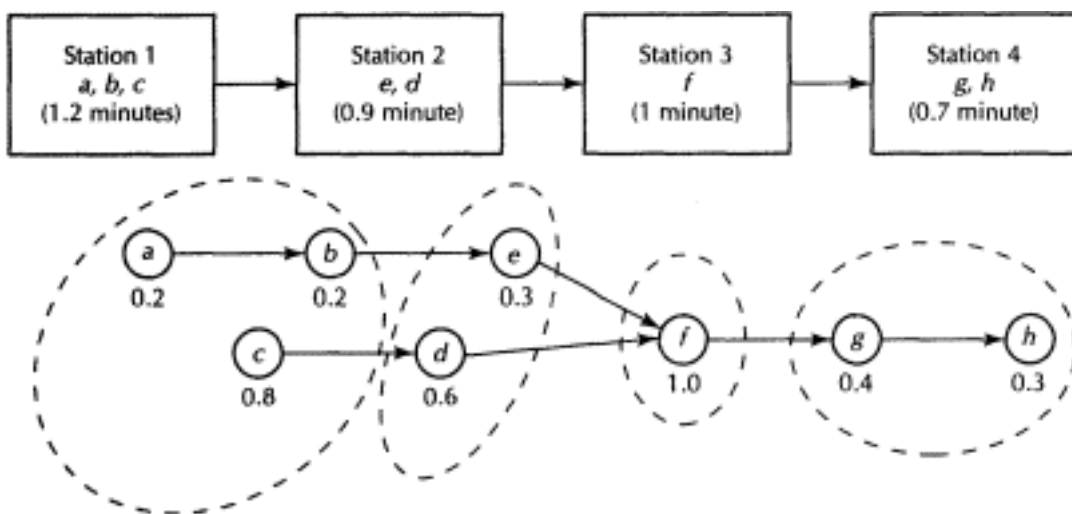 Station 1
a, b, c
(1.2 minutes)
Station 2
e, d
(0.9 minute)
Station 3
f
(1 minute)
Station 4
g, h
(0.7 minute)
a
0.2
b
0.2
e
0.3
c
0.8
d
0.6
f
1.0
g
0.4
h
0.3